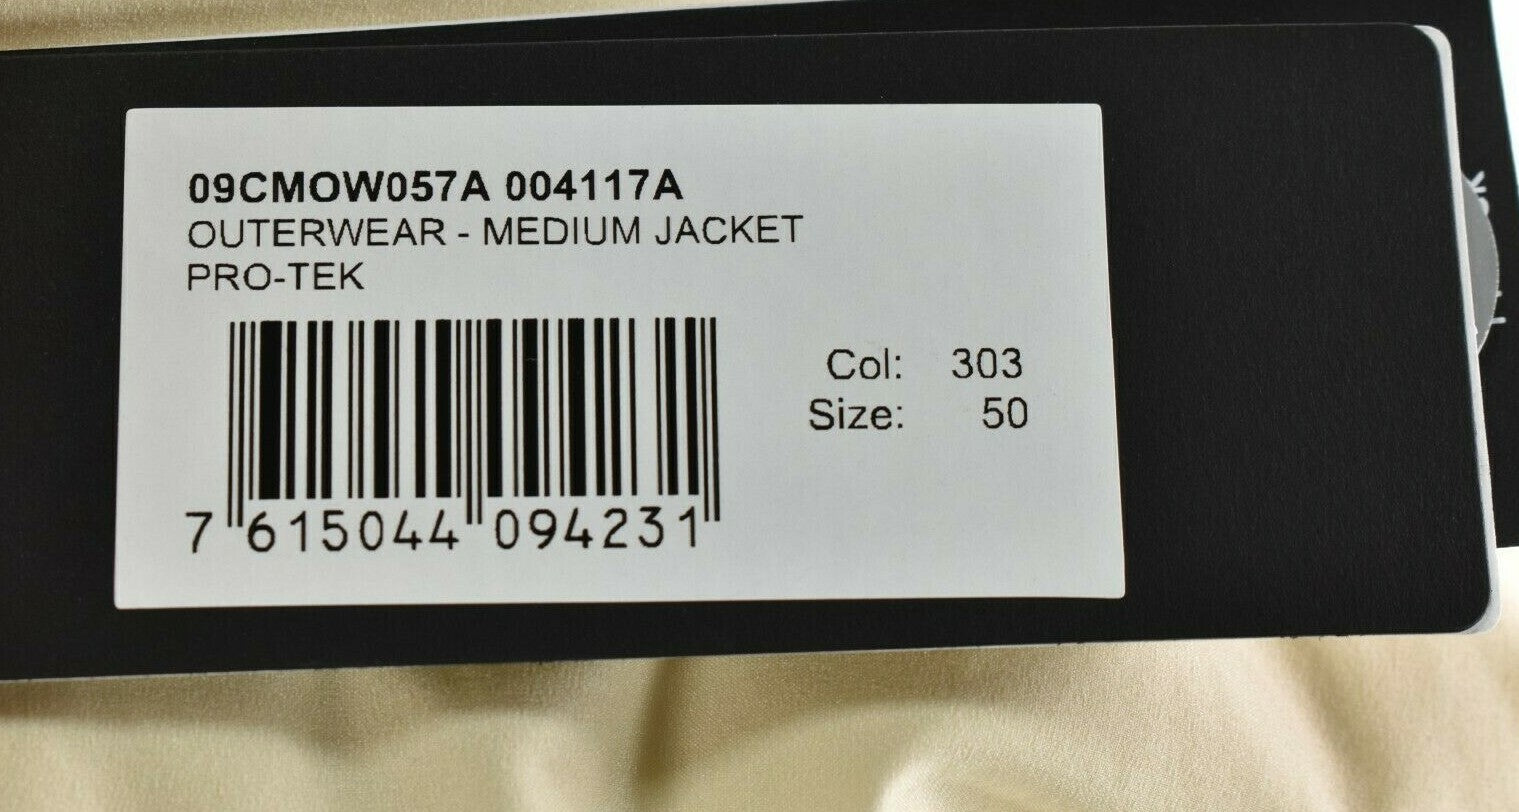 09CMOW057A 004117A
OUTERWEAR - MEDIUM JACKET
PRO-TEK
Col: 303
Size: 50
7 615044 094231